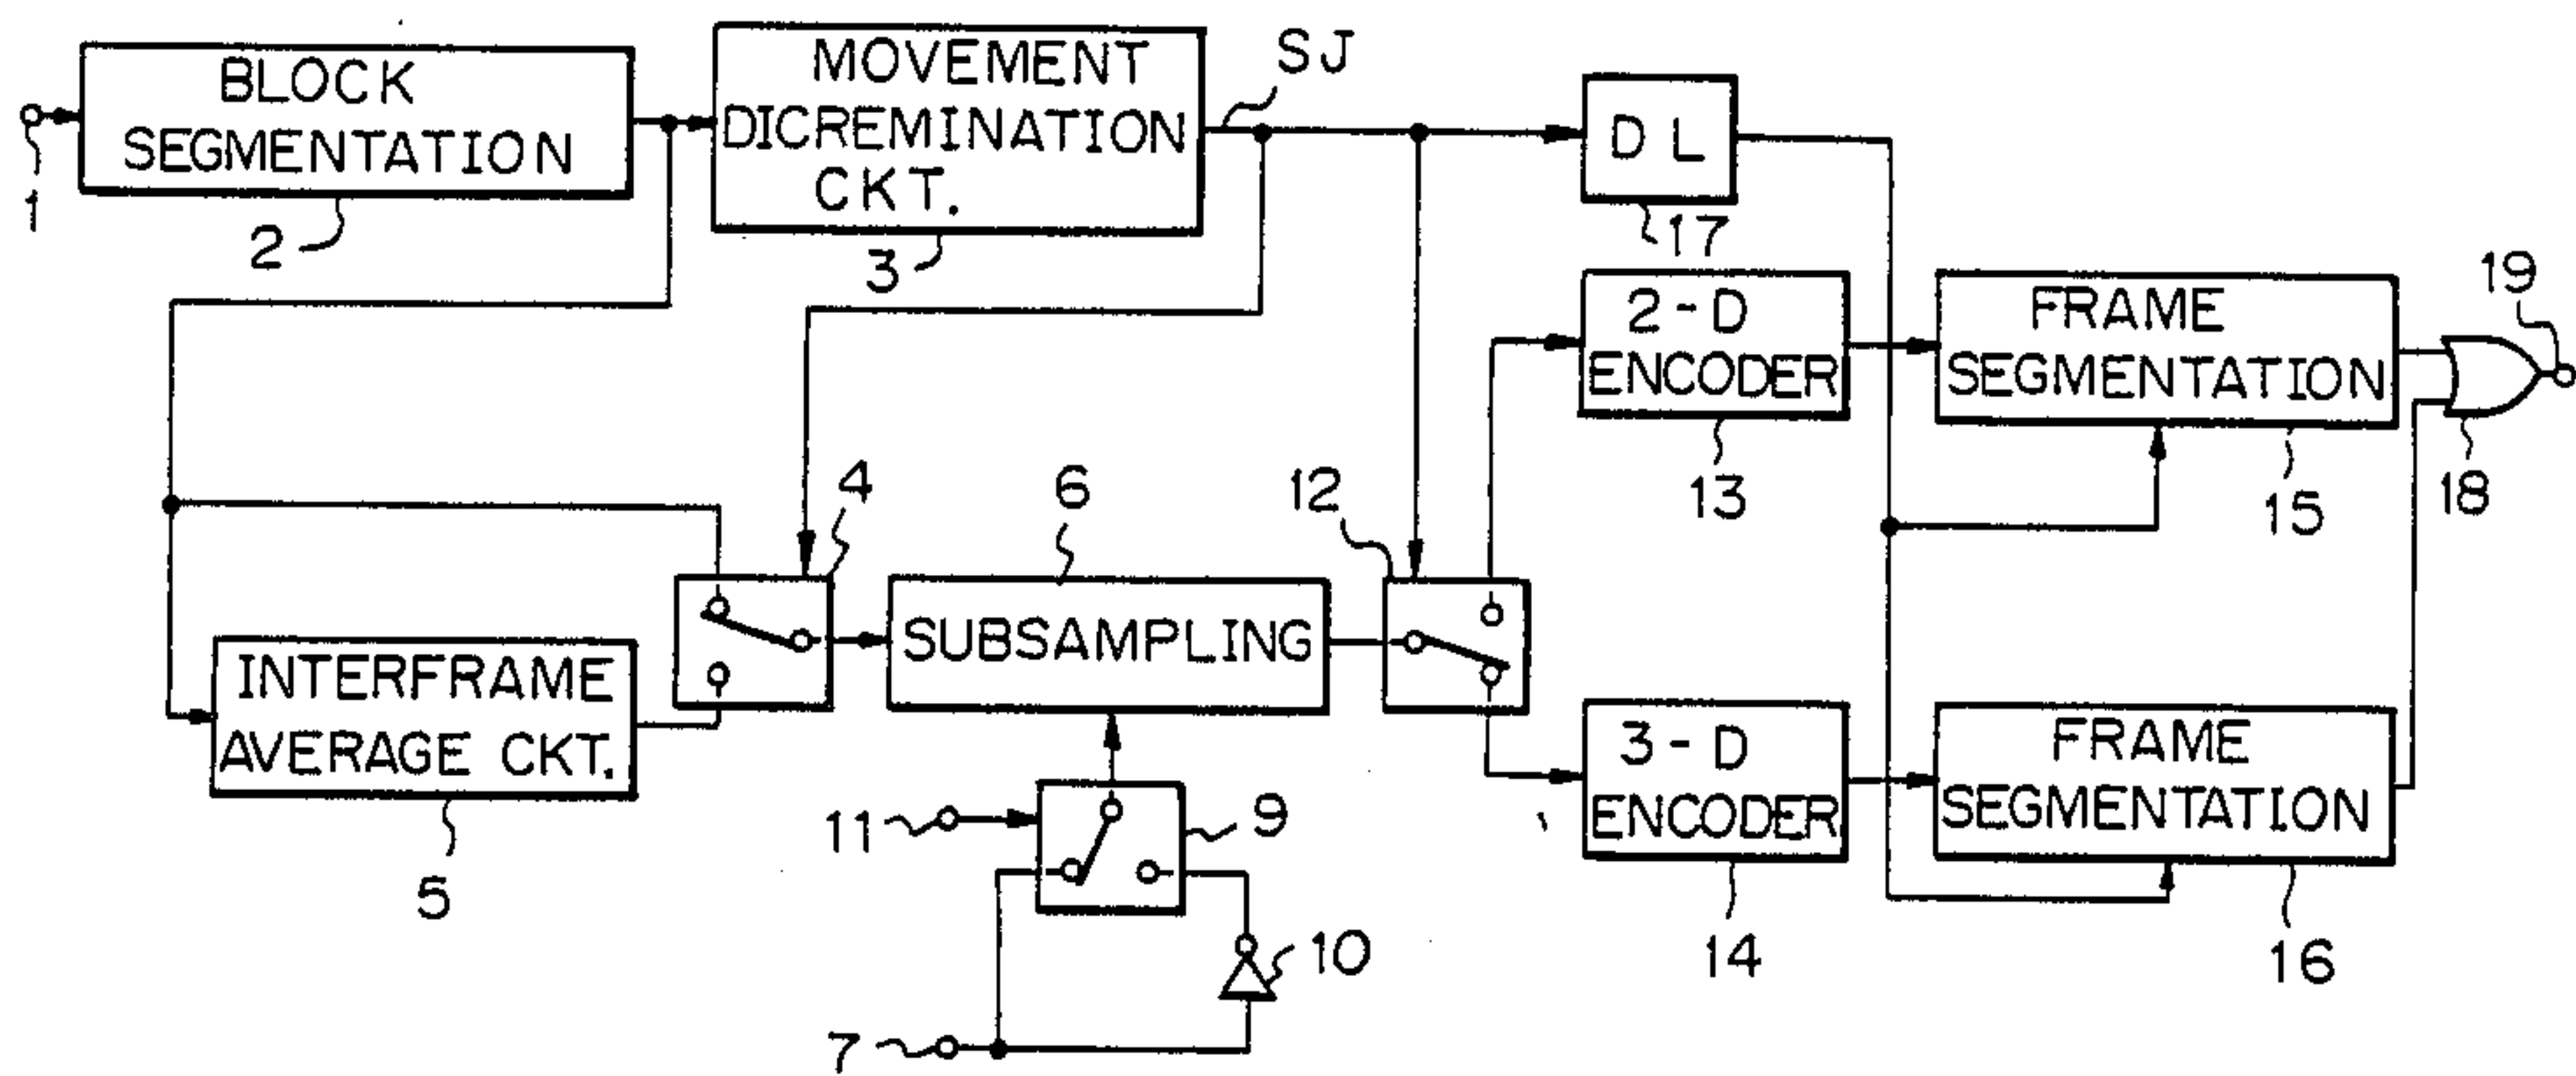 BLOCK
SEGMENTATION
MOVEMENT
DICREMINATION
CKT.
SJ
D L
1
2
3
17
2-D
ENCODER
FRAME
SEGMENTATION
19
4
6
12
13
15
18
INTERFRAME
AVERAGE CKT.
SUBSAMPLING
3-D
ENCODER
FRAME
SEGMENTATION
5
11
9
14
16
10
7